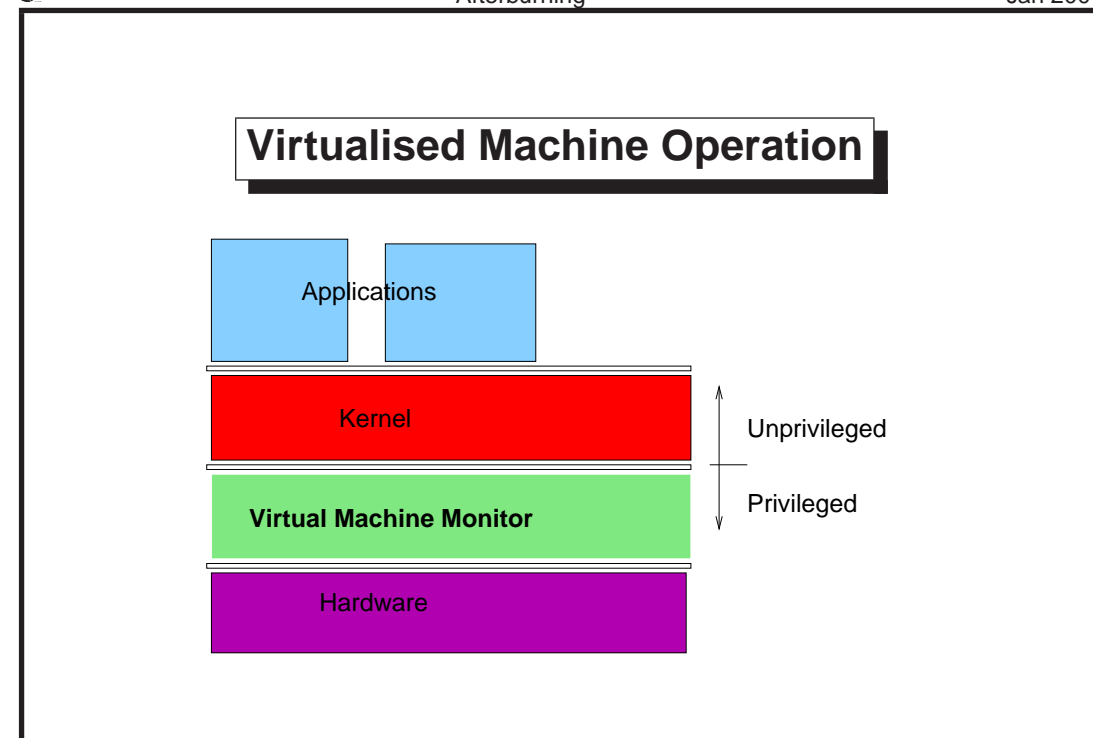 Afterburning
Virtualised Machine Operation
Applications
Kernel
Unprivileged
Privileged
Virtual Machine Monitor
Hardware